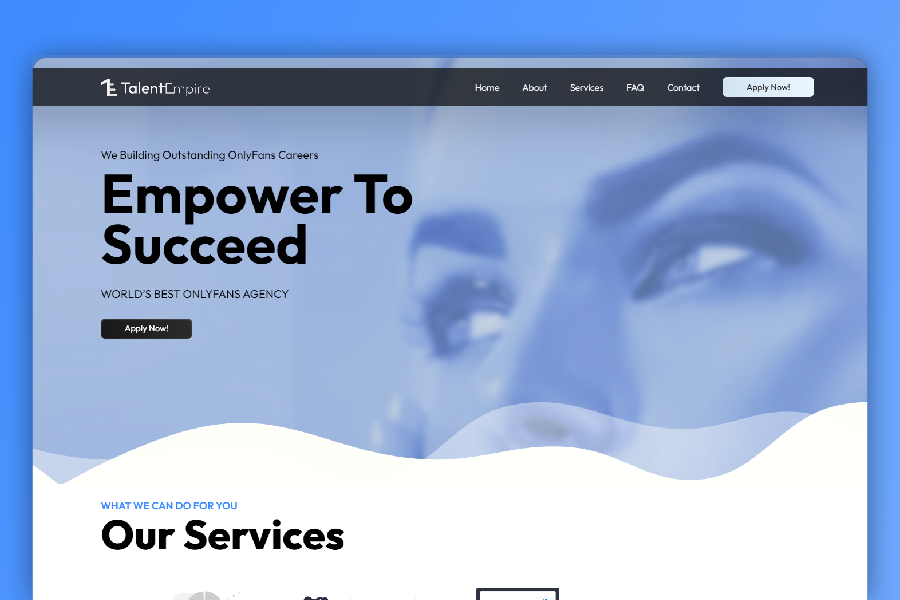 TalentEmpire
Home About Services FAQ Contact Apply Now!
We Building Outstanding OnlyFans Careers
Empower To
Succeed
WORLD'S BEST ONLYFANS AGENCY
Apply Now!
WHAT WE CAN DO FOR YOU
Our Services